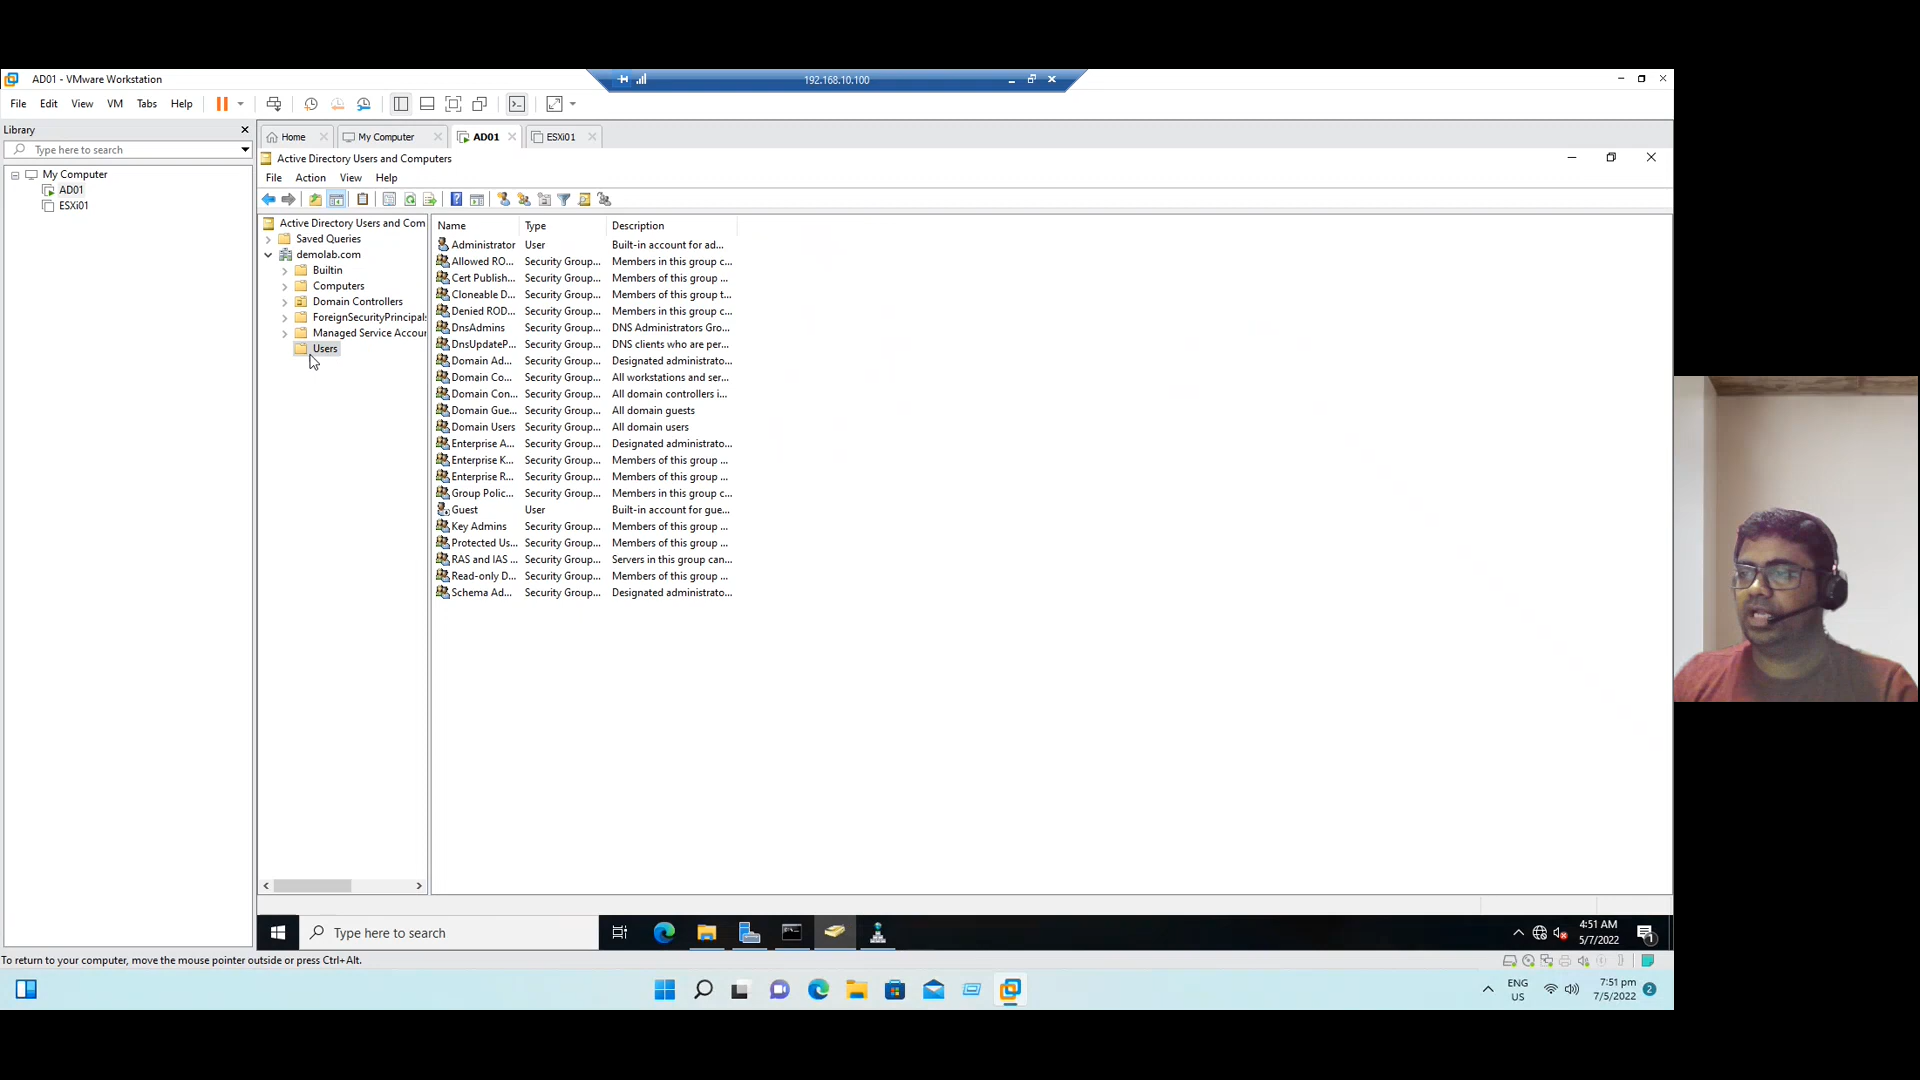 AD01 - VMware Workstation
192.168.10.100
File Edit View VM Tabs Help
Library
Type here to search
My Computer
AD01
ESXi01
Home
My Computer
AD01
ESXi01
Active Directory Users and Computers
File Action View Help
Active Directory Users and Com
Saved Queries
demolab.com
Builtin
Computers
Domain Controllers
ForeignSecurityPrincipals
Managed Service Accour
Users
Name Type Description
Administrator User Built-in account for ad...
Allowed RO... Security Group... Members in this group c...
Cert Publish... Security Group... Members of this group ...
Cloneable D... Security Group... Members of this group t...
Denied ROD... Security Group... Members in this group c...
DnsAdmins Security Group... DNS Administrators Gro...
DnsUpdateP... Security Group... DNS clients who are per...
Domain Ad... Security Group... Designated administrato...
Domain Co... Security Group... All workstations and ser...
Domain Con... Security Group... All domain controllers i...
Domain Gue... Security Group... All domain guests
Domain Users Security Group... All domain users
Enterprise A... Security Group... Designated administrato...
Enterprise K... Security Group... Members of this group ...
Enterprise R... Security Group... Members of this group ...
Group Polic... Security Group... Members in this group c...
Guest User Built-in account for gue...
Key Admins Security Group... Members of this group ...
Protected Us... Security Group... Members of this group ...
RAS and IAS ... Security Group... Servers in this group can...
Read-only D... Security Group... Members of this group ...
Schema Ad... Security Group... Designated administrato...
Type here to search
4:51 AM
5/7/2022
1
To return to your computer, move the mouse pointer outside or press Ctrl+Alt.
ENG
US
7:51 pm
7/5/2022
2